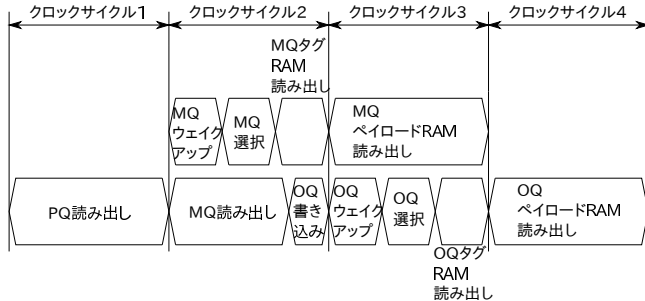 クロックサイクル1
クロックサイクル2
クロックサイクル3
クロックサイクル4
MQタグ
RAM
読み出し
MQ
ウェイク
アップ
MQ
選択
MQ
ペイロードRAM
読み出し
PQ読み出し
MQ読み出し
OQ
書き
込み
OQ
ウェイク
アップ
OQ
選択
OQタグ
RAM
読み出し
OQ
ペイロードRAM
読み出し